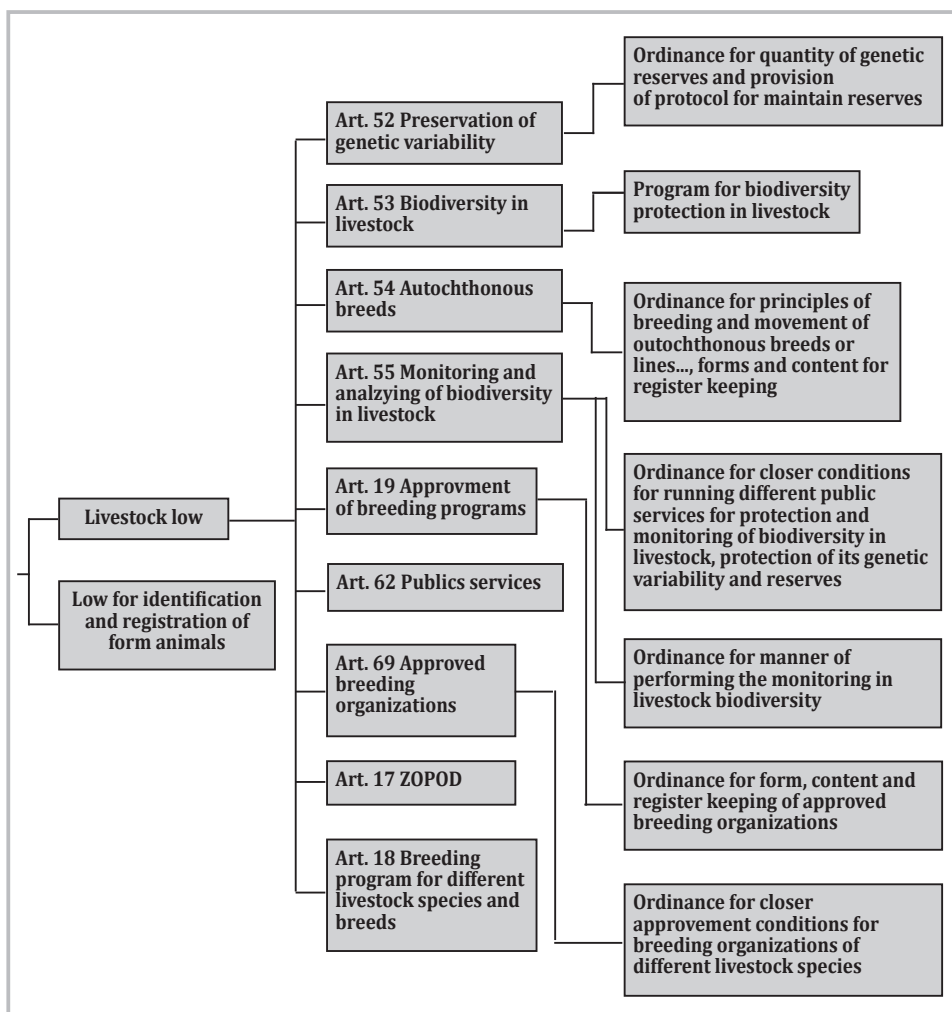 Livestock low
Low for identification
and registration of
form animals
Art. 52 Preservation of
genetic variability
Art. 53 Biodiversity in
livestock
Art. 54 Autochthonous
breeds
Art. 55 Monitoring and
analzying of biodiversity
in livestock
Art. 19 Approvment
of breeding programs
Art. 62 Publics services
Art. 69 Approved
breeding
organizations
Art. 17 ZOPOD
Art. 18 Breeding
program for different
livestock species and
breeds
Ordinance for quantity of genetic
reserves and provision
of protocol for maintain reserves
Program for biodiversity
protection in livestock
Ordinance for principles of
breeding and movement of
outochthonous breeds or
lines..., forms and content for
register keeping
Ordinance for closer conditions
for running different public
services for protection and
monitoring of biodiversity in
livestock, protection of its genetic
variability and reserves
Ordinance for manner of
performing the monitoring in
livestock biodiversity
Ordinance for form, content and
register keeping of approved
breeding organizations
Ordinance for closer
approvement conditions for
breeding organizations of
different livestock species